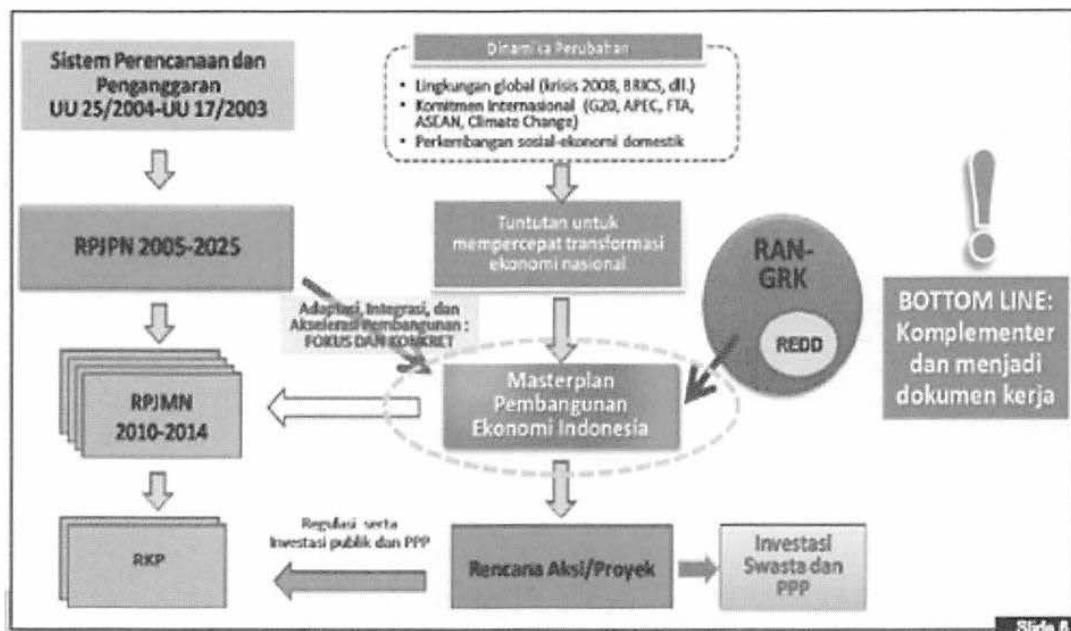 Sistem Perencanaan dan
Penganggaran
UU 25/2004-UU 17/2003
Dinamika Perubahan
• Lingkungan global (krisis 2008, BRICS, dll.)
• Komitmen Internasional (G20, APEC, FTA,
ASEAN, Climate Change)
• Perkembangan sosial-ekonomi domestik
RPJPN 2005-2025
Tuntutan untuk
mempercepat transformasi
ekonomi nasional
RAN-
GRK
REDD
BOTTOM LINE:
Komplementer
dan menjadi
dokumen kerja
Adaptasi, Integrasi, dan
Akselerasi Pembangunan :
FOKUS DAN KONKRET
RPJMN
2010-2014
Masterplan
Pembangunan
Ekonomi Indonesia
RKP
Regulasi serta
Investasi publik dan PPP
Rencana Aksi/Proyek
Investasi
Swasta dan
PPP
Slide 6